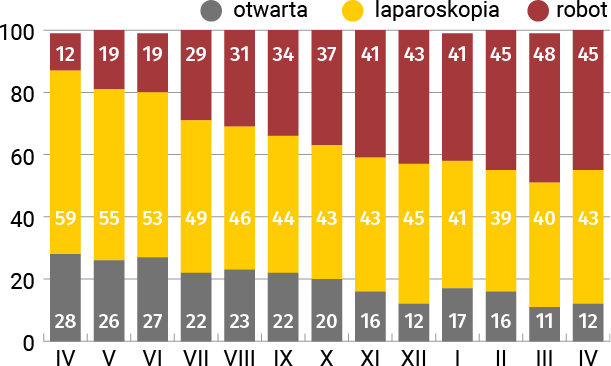 otwarta laparoskopia robot
100 12 19 19 29 31 34 37 41 43 41 45 48 45
80
60
40 59 55 53 49 46 44 43 43 45 41 39 40 43
20
28 26 27 22 23 22 20 16 12 17 16 11 12
0
IV V VI VII VIII IX X XI XII I II III IV